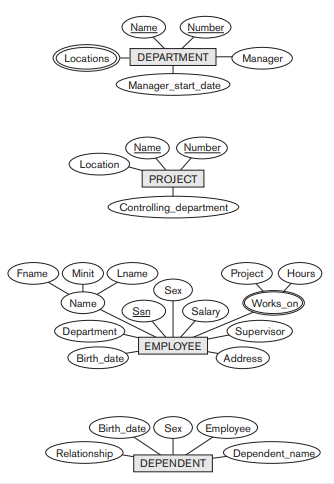 Name
Number
Locations
DEPARTMENT
Manager
Manager_start_date
Name
Number
Location
PROJECT
Controlling_department
Fname
Minit
Lname
Project
Hours
Sex
Name
Works_on
Ssn
Salary
Department
Supervisor
EMPLOYEE
Birth_date
Address
Birth_date
Sex
Employee
Relationship
Dependent_name
DEPENDENT